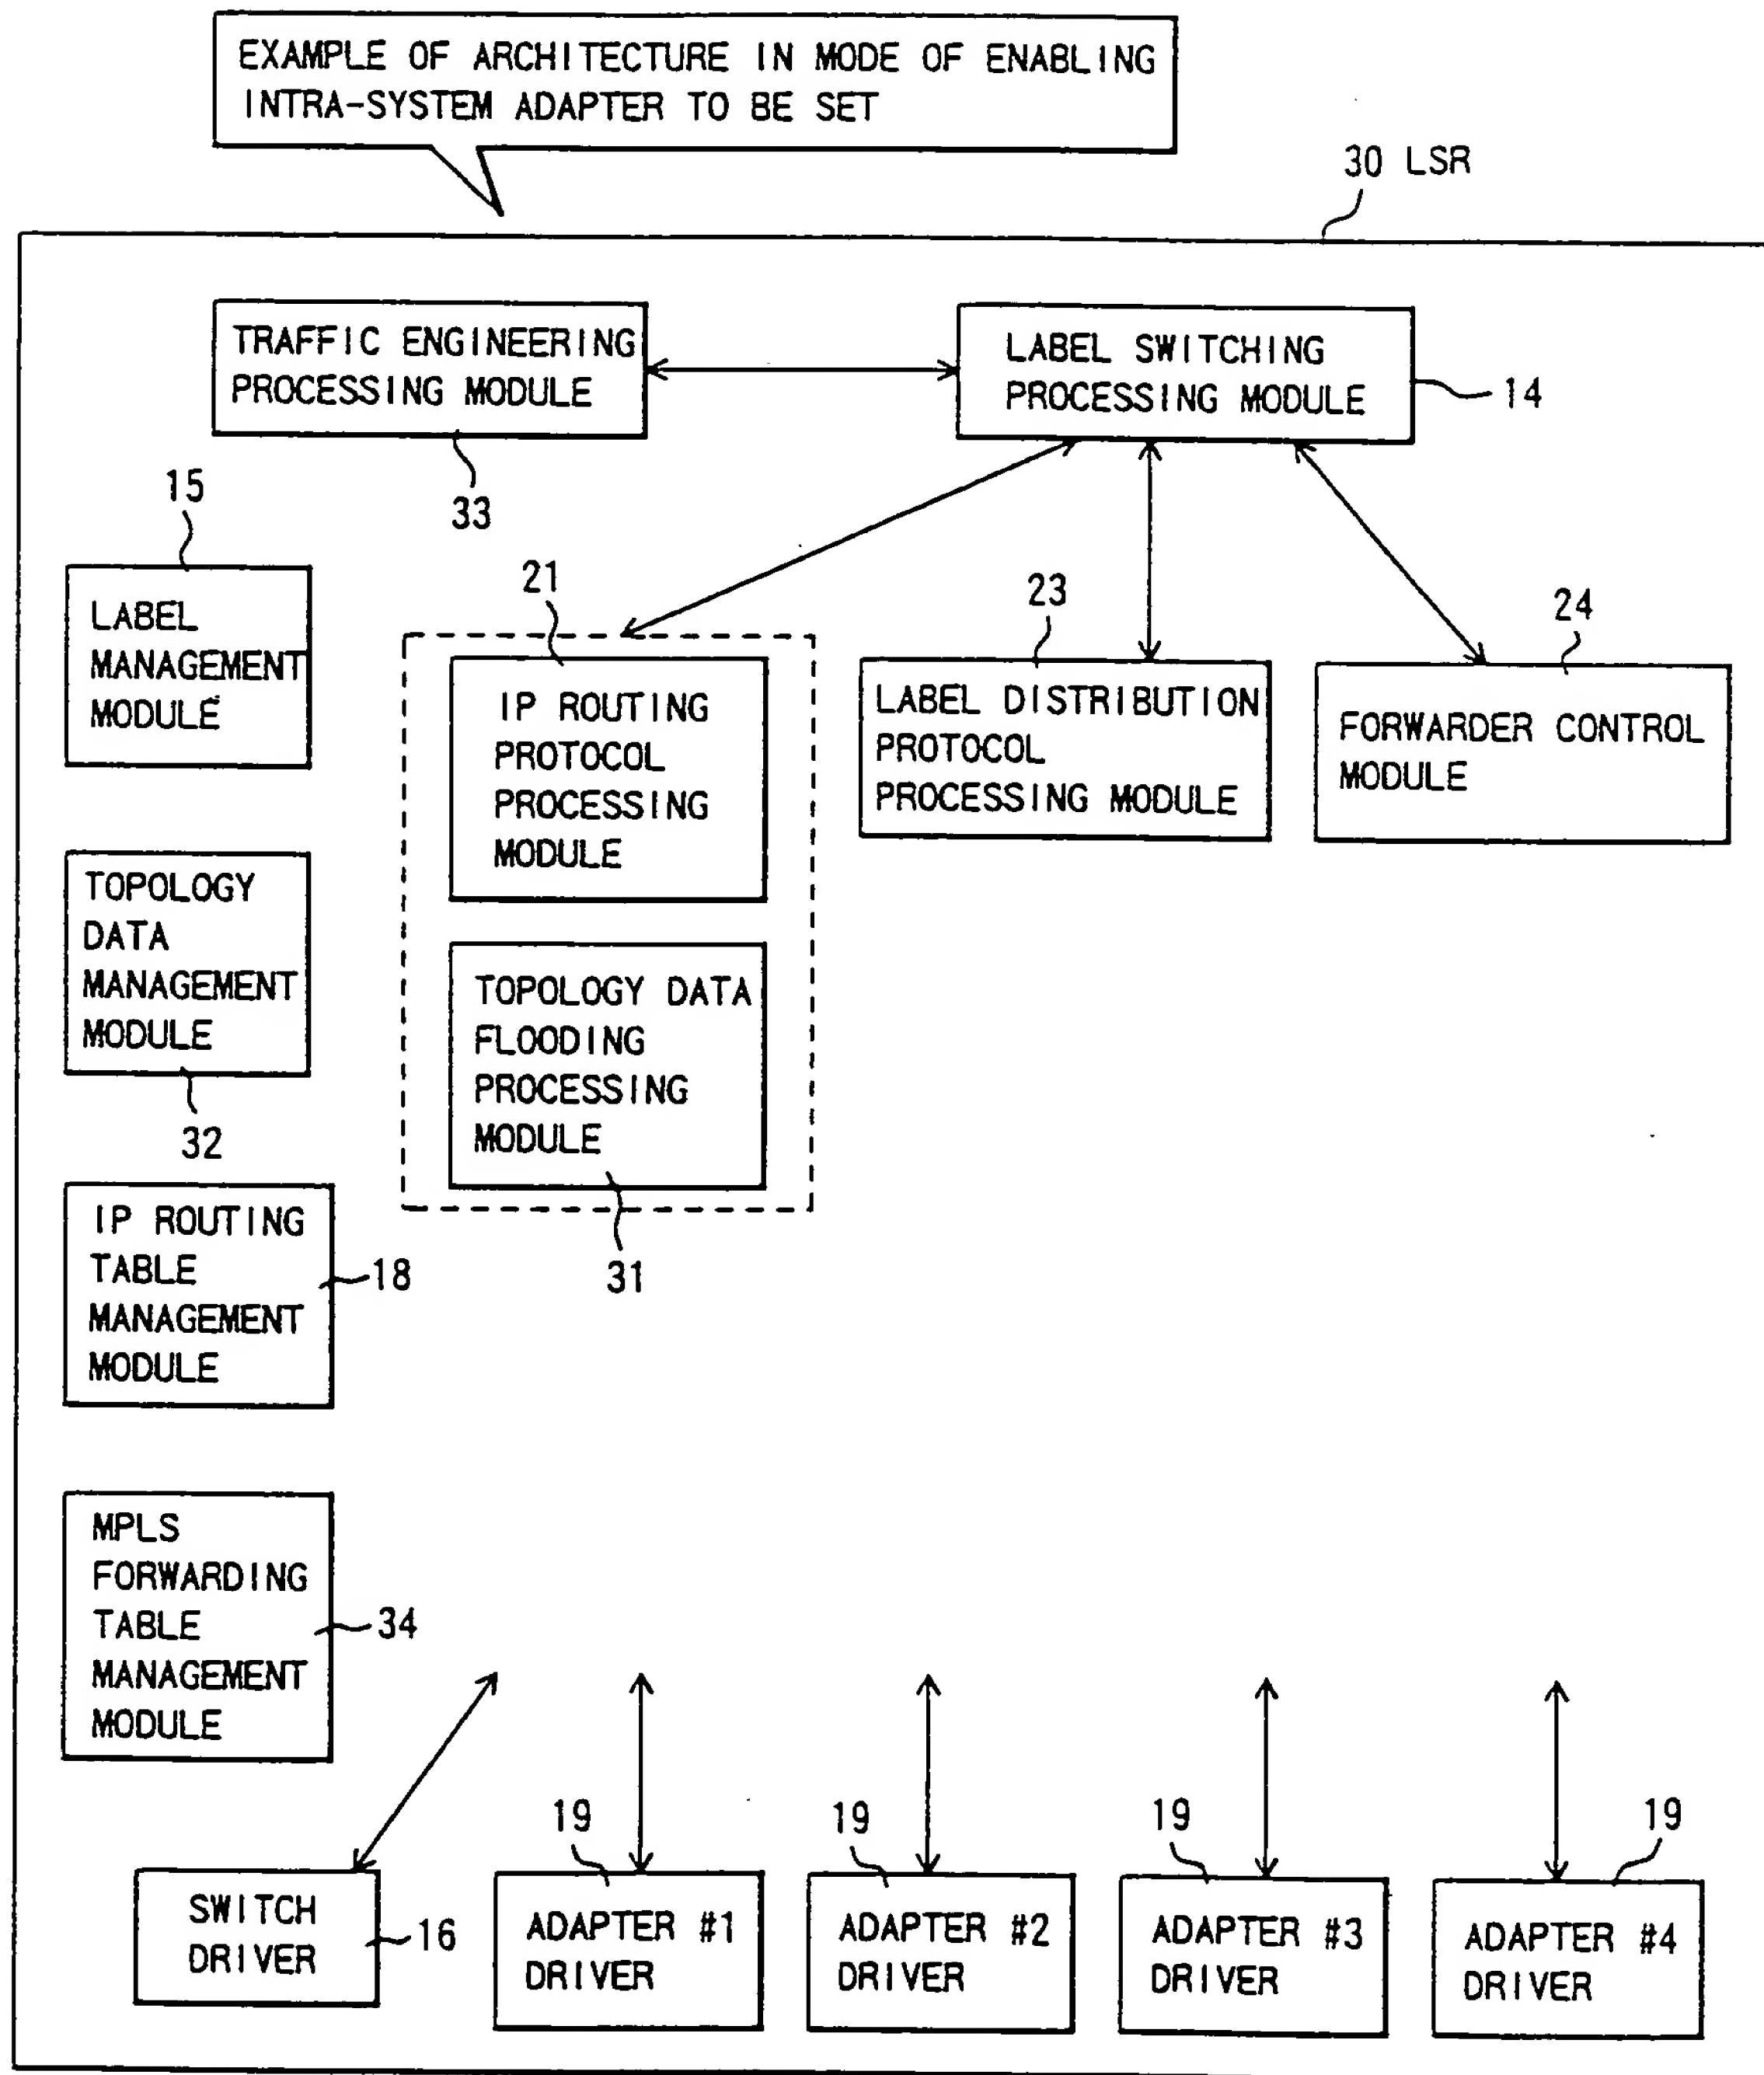 EXAMPLE OF ARCHITECTURE IN MODE OF ENABLING
INTRA-SYSTEM ADAPTER TO BE SET
30 LSR
TRAFFIC ENGINEERING
PROCESSING MODULE
33
LABEL SWITCHING
PROCESSING MODULE
14
15
LABEL
MANAGEMENT
MODULE
21
IP ROUTING
PROTOCOL
PROCESSING
MODULE
23
LABEL DISTRIBUTION
PROTOCOL
PROCESSING MODULE
24
FORWARDER CONTROL
MODULE
TOPOLOGY
DATA
MANAGEMENT
MODULE
32
TOPOLOGY DATA
FLOODING
PROCESSING
MODULE
31
IP ROUTING
TABLE
MANAGEMENT
MODULE
18
MPLS
FORWARDING
TABLE
MANAGEMENT
MODULE
34
SWITCH
DRIVER
16
19
ADAPTER #1
DRIVER
19
ADAPTER #2
DRIVER
19
ADAPTER #3
DRIVER
19
ADAPTER #4
DRIVER